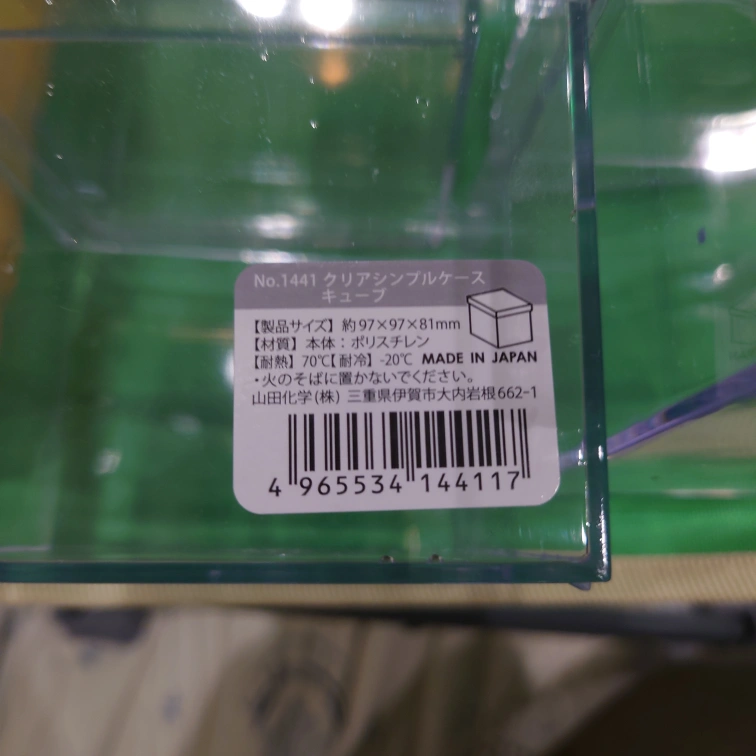 No.1441 クリアシンプルケース
キューブ
【製品サイズ】 約97×97×81mm
【材質】 本体：ポリスチレン
【耐熱】 70℃【耐冷】 -20℃ MADE IN JAPAN
・火のそばに置かないでください。
山田化学(株) 三重県伊賀市大内岩根662-1
4 965534 144117